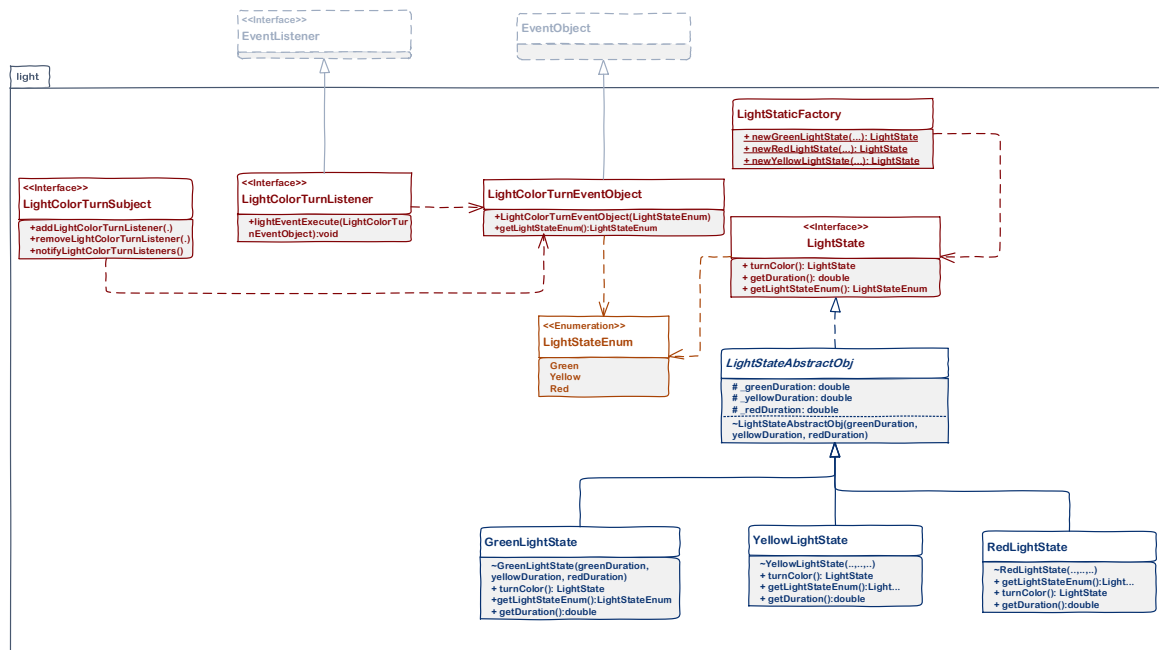 <<Interface>>
EventListener
EventObject
light
LightStaticFactory
+ newGreenLightState(...): LightState
+ newRedLightState(...): LightState
+ newYellowLightState(...): LightState
<<Interface>>
LightColorTurnSubject
+addLightColorTurnListener(.)
+removeLightColorTurnListener(.)
+notifyLightColorTurnListeners()
<<Interface>>
LightColorTurnListener
+lightEventExecute(LightColorTur
nEventObject):void
LightColorTurnEventObject
+LightColorTurnEventObject(LightStateEnum)
+getLightStateEnum():LightStateEnum
<<Interface>>
LightState
+ turnColor(): LightState
+ getDuration(): double
+ getLightStateEnum(): LightStateEnum
<<Enumeration>>
LightStateEnum
Green
Yellow
Red
LightStateAbstractObj
# _greenDuration: double
# _yellowDuration: double
# _redDuration: double
~LightStateAbstractObj(greenDuration,
yellowDuration, redDuration)
GreenLightState
~GreenLightState(greenDuration,
yellowDuration, redDuration)
+ turnColor(): LightState
+getLightStateEnum():LightStateEnum
+ getDuration():double
YellowLightState
~YellowLightState(..,..,..)
+ turnColor(): LightState
+ getLightStateEnum():Light...
+ getDuration():double
RedLightState
~RedLightState(..,..,..)
+ getLightStateEnum():Light...
+ turnColor(): LightState
+ getDuration():double